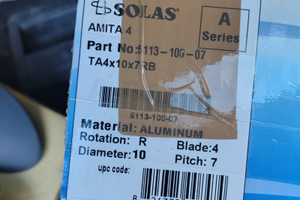 SOLAS®
A
Series
AMITA 4
Part No:5113-100-07
TA4x10x7RB
5113-100-07
Material: ALUMINUM
Rotation: R Blade:4
Diameter:10 Pitch: 7
upc code: